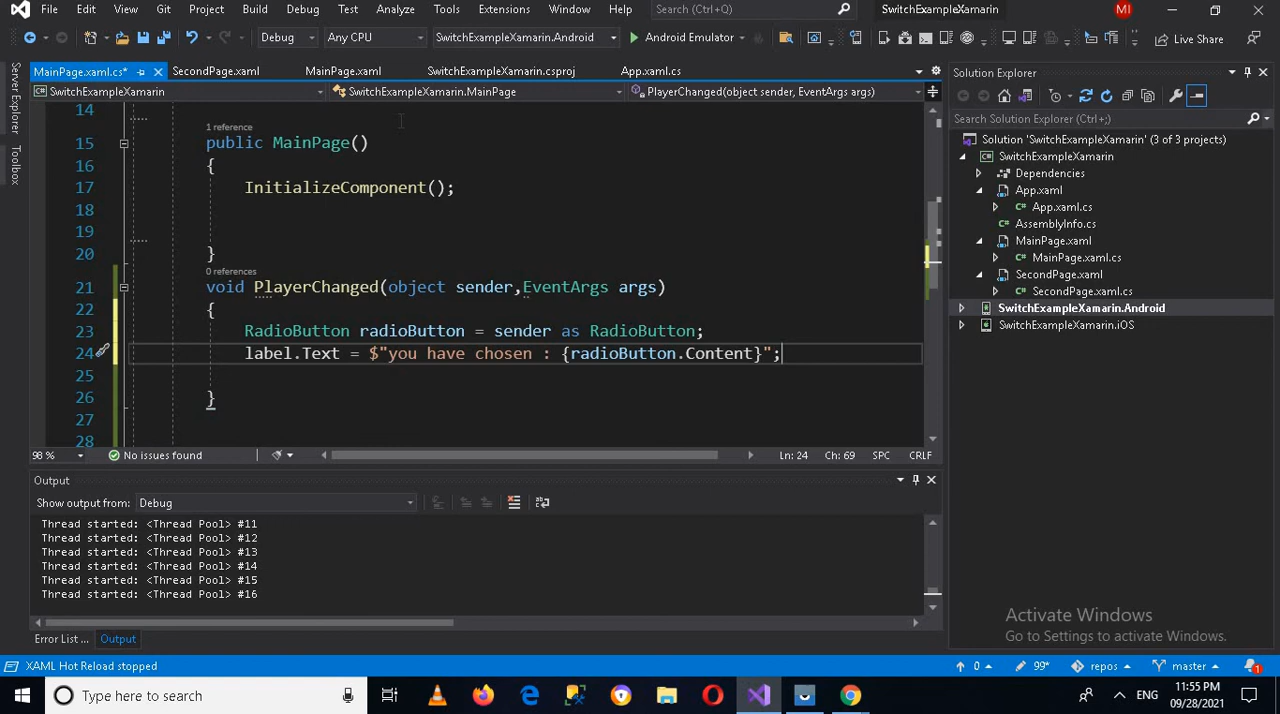 File Edit View Git Project Build Debug Test Analyze Tools Extensions Window Help Search (Ctrl+Q) SwitchExampleXamarin MI
Debug Any CPU SwitchExampleXamarin.Android Android Emulator Live Share
MainPage.xaml.cs* SecondPage.xaml MainPage.xaml SwitchExampleXamarin.csproj App.xaml.cs
SwitchExampleXamarin SwitchExampleXamarin.MainPage PlayerChanged(object sender, EventArgs args)
Server Explorer
Toolbox
14
1 reference
15 public MainPage()
16 {
17 InitializeComponent();
18
19
20 }
0 references
21 void PlayerChanged(object sender,EventArgs args)
22 {
23 RadioButton radioButton = sender as RadioButton;
24 label.Text = $"you have chosen : {radioButton.Content}";
25
26 }
27
28
98 % No issues found Ln: 24 Ch: 69 SPC CRLF
Output
Show output from: Debug
Thread started: <Thread Pool> #11
Thread started: <Thread Pool> #12
Thread started: <Thread Pool> #13
Thread started: <Thread Pool> #14
Thread started: <Thread Pool> #15
Thread started: <Thread Pool> #16
Error List ... Output
Solution Explorer
Search Solution Explorer (Ctrl+;)
Solution 'SwitchExampleXamarin' (3 of 3 projects)
SwitchExampleXamarin
Dependencies
App.xaml
App.xaml.cs
AssemblyInfo.cs
MainPage.xaml
MainPage.xaml.cs
SecondPage.xaml
SecondPage.xaml.cs
SwitchExampleXamarin.Android
SwitchExampleXamarin.iOS
Activate Windows
Go to Settings to activate Windows.
XAML Hot Reload stopped 0 99* repos master
Type here to search ENG 11:55 PM
09/28/2021